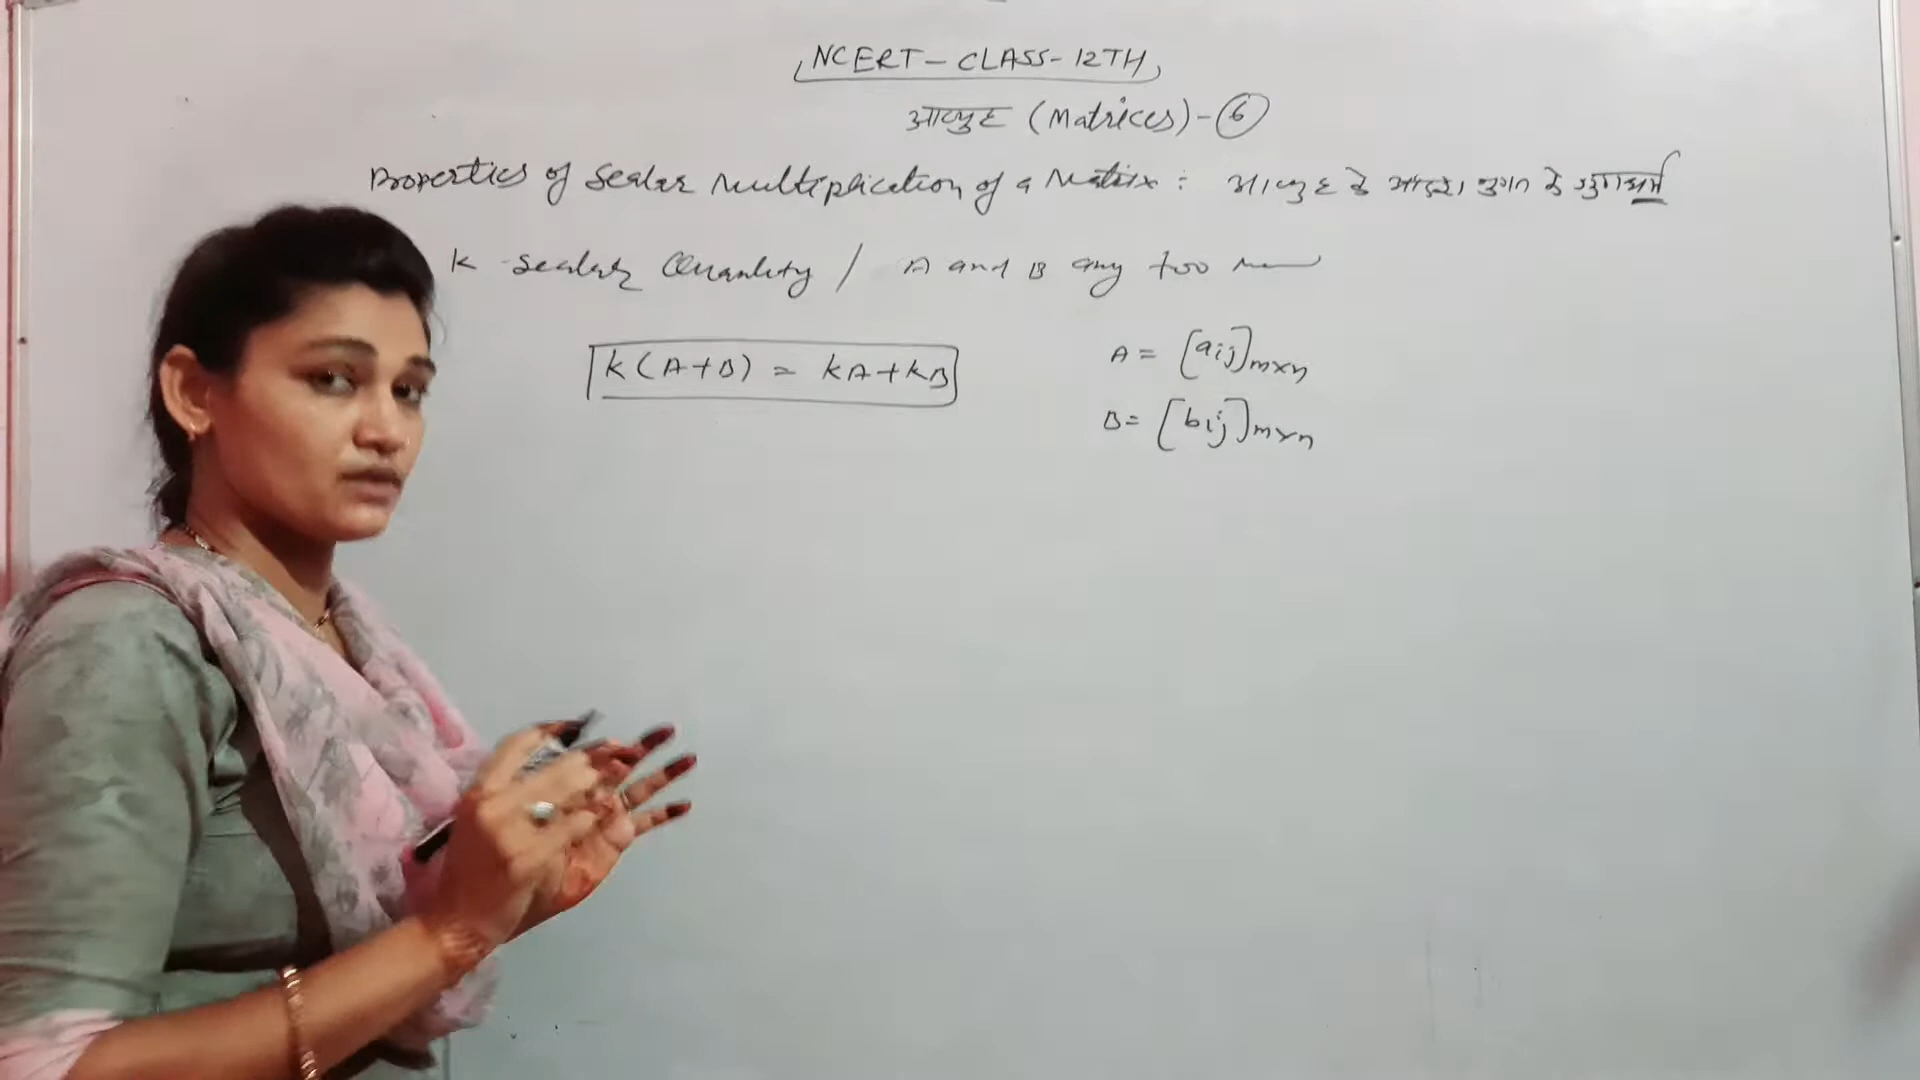 NCERT - CLASS - 12TH
आव्युह (Matrices) - 6
Properties of Scalar Multiplication of a Matrix : आव्युह के अदिश गुणन के गुणधर्म
K - Scalar Quantity / A and B any too
K (A+B) = KA+KB
A = [aij]mxn
B = [bij]mxn